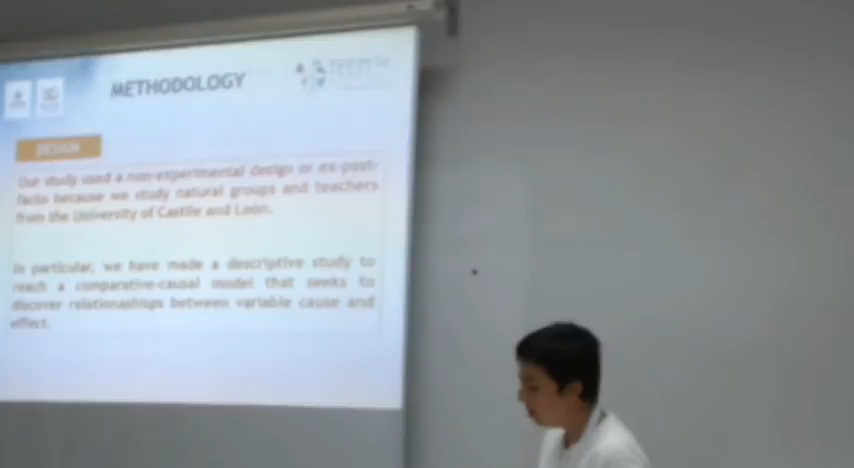 METHODOLOGY
DESIGN
Our study used a non-experimental design or ex-post-
facto because we study natural groups and teachers
from the University of Castile and Leon.
In particular, we have made a descriptive study to
reach a comparative-causal model that seeks to
discover relationashisps between variable cause and
effect.